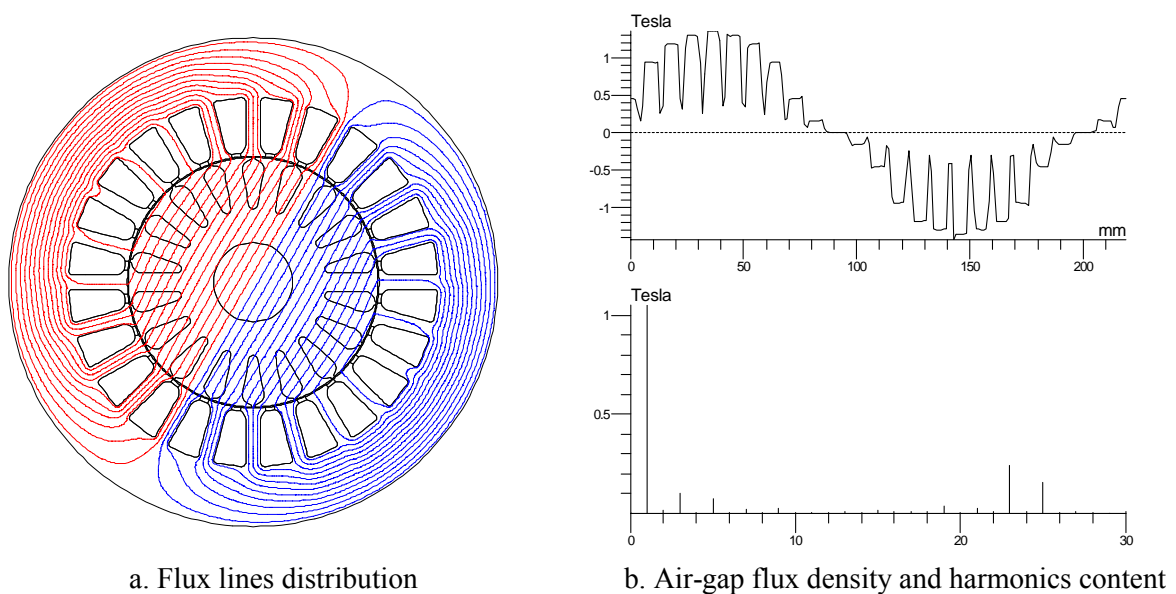 Tesla
1
0.5
0
-0.5
-1
mm
0 50 100 150 200
Tesla
1
0.5
0 10 20 30
a. Flux lines distribution
b. Air-gap flux density and harmonics content